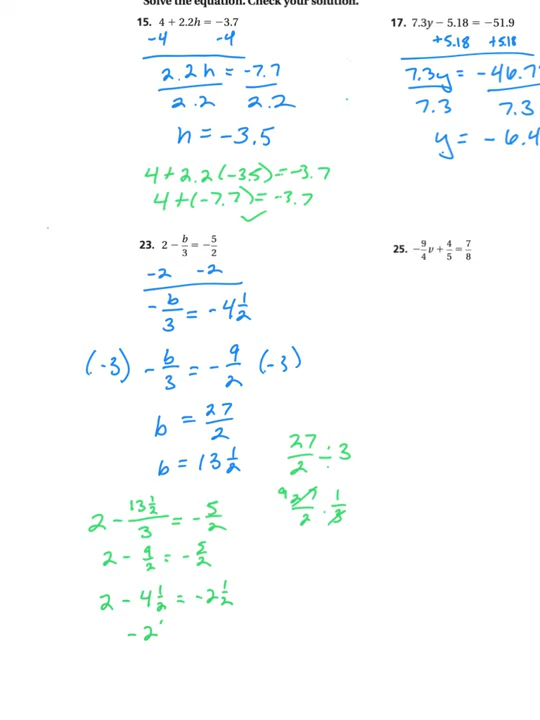 Solve the equation. Check your solution.
15. 4 + 2.2h = −3.7
−4 −4
2.2h = −7.7
2.2 2.2
h = −3.5
4 + 2.2(−3.5) = −3.7
4 + (−7.7) = −3.7
✓
17. 7.3y − 5.18 = −51.9
+5.18 +5.18
7.3y = −46.7
7.3 7.3
y = −6.4
23. 2 − b/3 = −5/2
−2 −2
−b/3 = −4 1/2
(−3) −b/3 = −9/2 (−3)
b = 27/2
b = 13 1/2
27/2 ÷ 3
9 27/2 · 1/3
2 − 13 1/2/3 = −5/2
2 − 9/2 = −5/2
2 − 4 1/2 = −2 1/2
−2
25. −9/4 v + 4/5 = 7/8